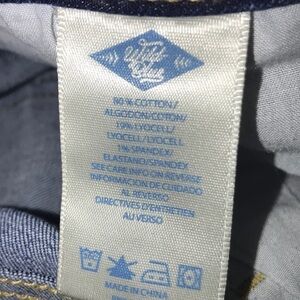 80% COTTON/
ALGODON/COTON/
19% LYOCELL/
LYOCELL/LYOCELL
1% SPANDEX/
ELASTANO/SPANDEX
SEE CARE INFO ON REVERSE
INFORMACION DE CUIDADO
AL REVERSO
DIRECTIVES D'ENTRETIEN
AU VERSO
MADE IN CHINA